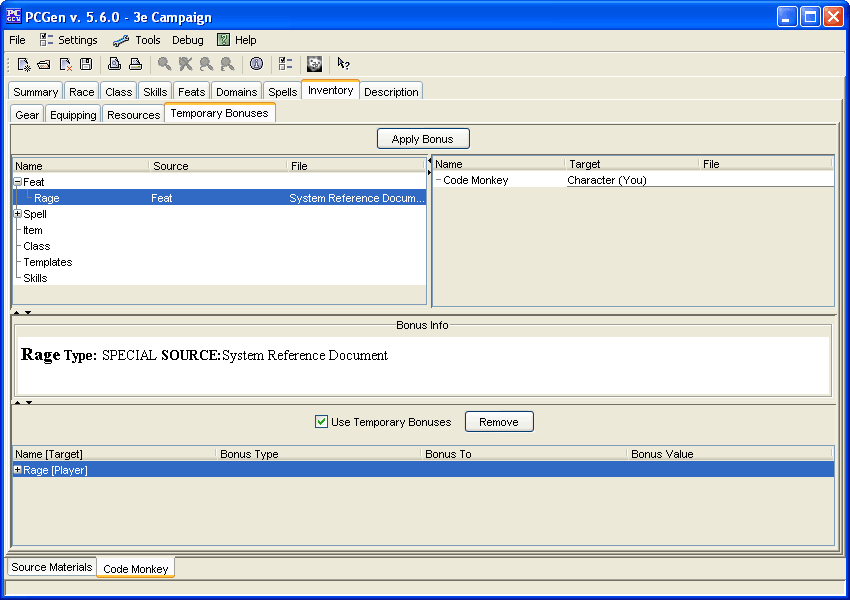 PCGen v. 5.6.0 - 3e Campaign
File Settings Tools Debug Help
Summary Race Class Skills Feats Domains Spells Inventory Description
Gear Equipping Resources Temporary Bonuses
Apply Bonus
Name Source File
Feat
Rage Feat System Reference Docum...
Spell
Item
Class
Templates
Skills
Name Target File
Code Monkey Character (You)
Bonus Info
Rage Type: SPECIAL SOURCE:System Reference Document
Use Temporary Bonuses Remove
Name [Target] Bonus Type Bonus To Bonus Value
Rage [Player]
Source Materials Code Monkey